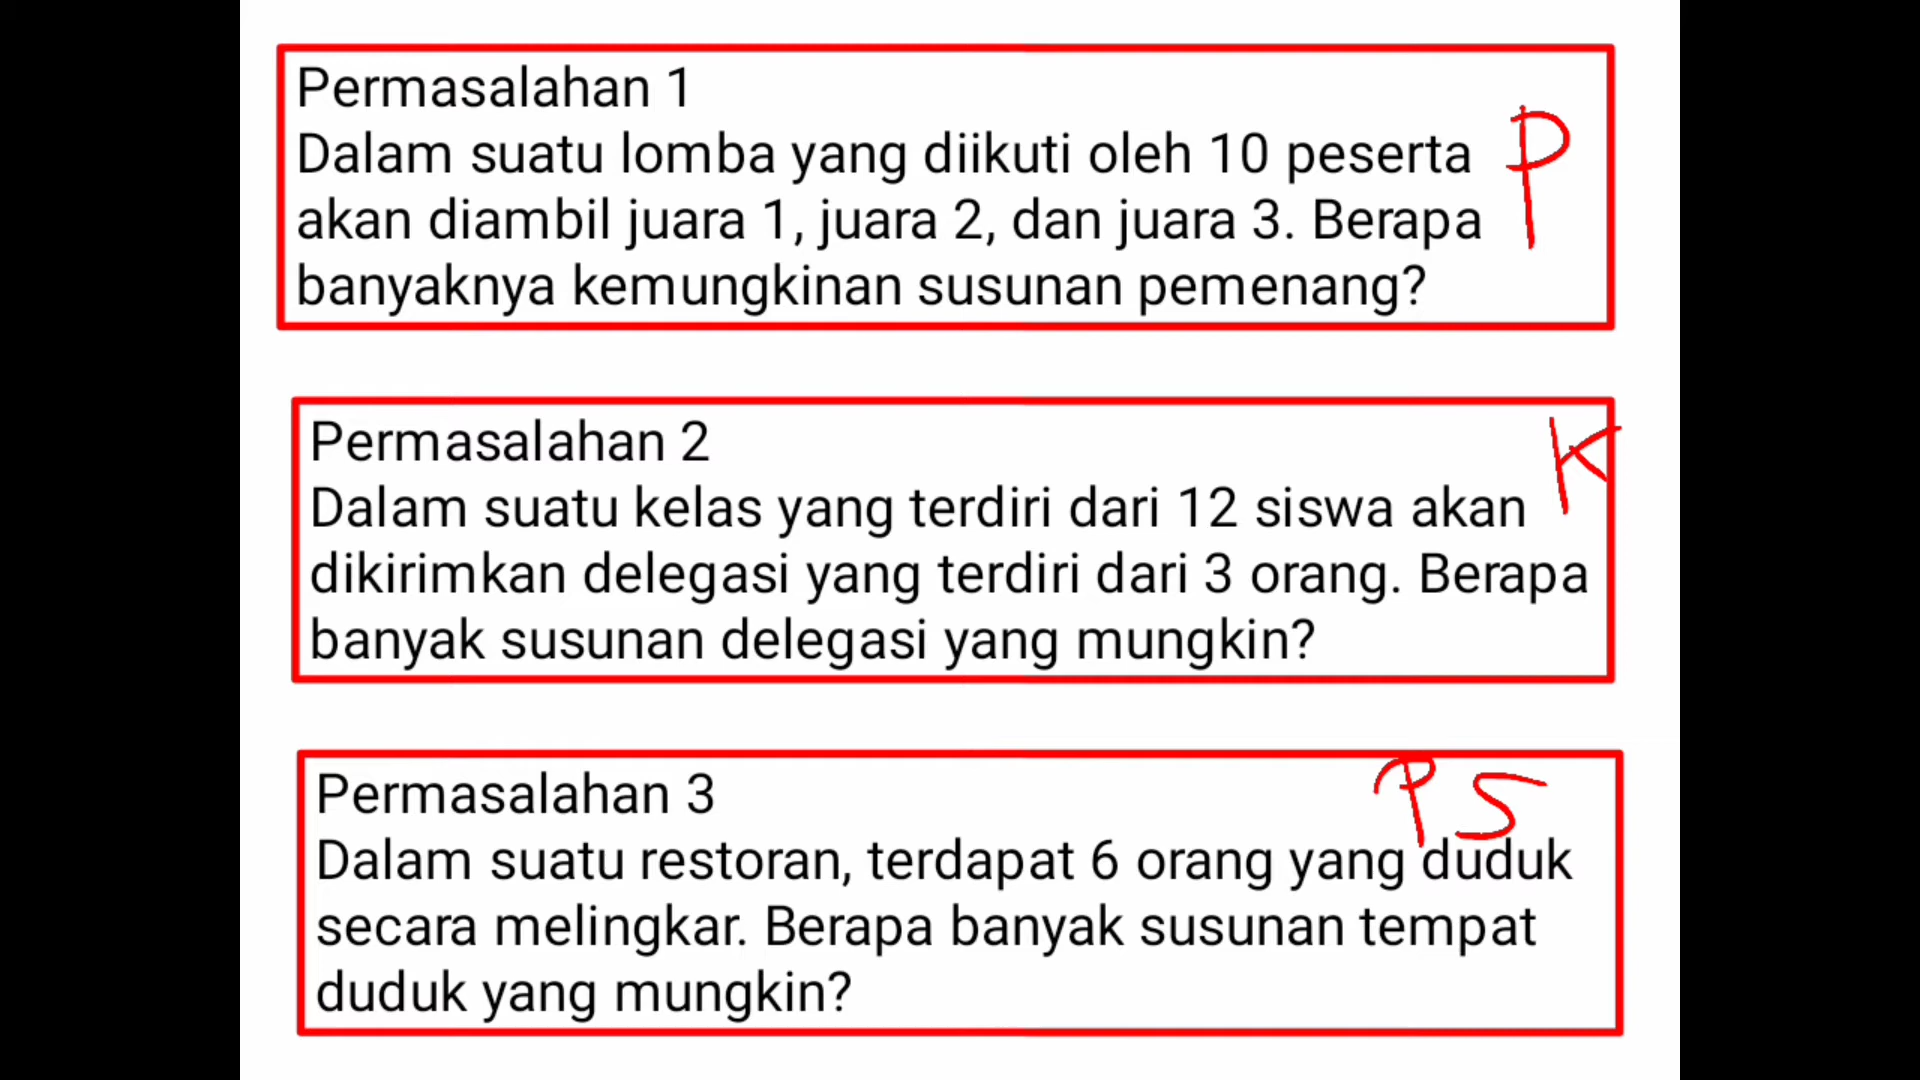 Permasalahan 1
Dalam suatu lomba yang diikuti oleh 10 peserta
akan diambil juara 1, juara 2, dan juara 3. Berapa
banyaknya kemungkinan susunan pemenang?
P
Permasalahan 2
K
Dalam suatu kelas yang terdiri dari 12 siswa akan
dikirimkan delegasi yang terdiri dari 3 orang. Berapa
banyak susunan delegasi yang mungkin?
Permasalahan 3
PS
Dalam suatu restoran, terdapat 6 orang yang duduk
secara melingkar. Berapa banyak susunan tempat
duduk yang mungkin?